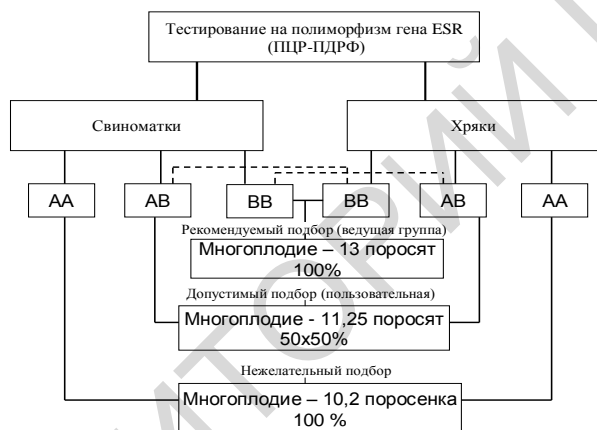 Тестирование на полиморфизм гена ESR
(ПЦР-ПДРФ)
Свиноматки
Хряки
AA
AB
BB
BB
AB
AA
Рекомендуемый подбор (ведущая группа)
Многоплодие – 13 поросят
100%
Допустимый подбор (пользовательная)
Многоплодие - 11,25 поросят
50x50%
Нежелательный подбор
Многоплодие – 10,2 поросенка
100 %